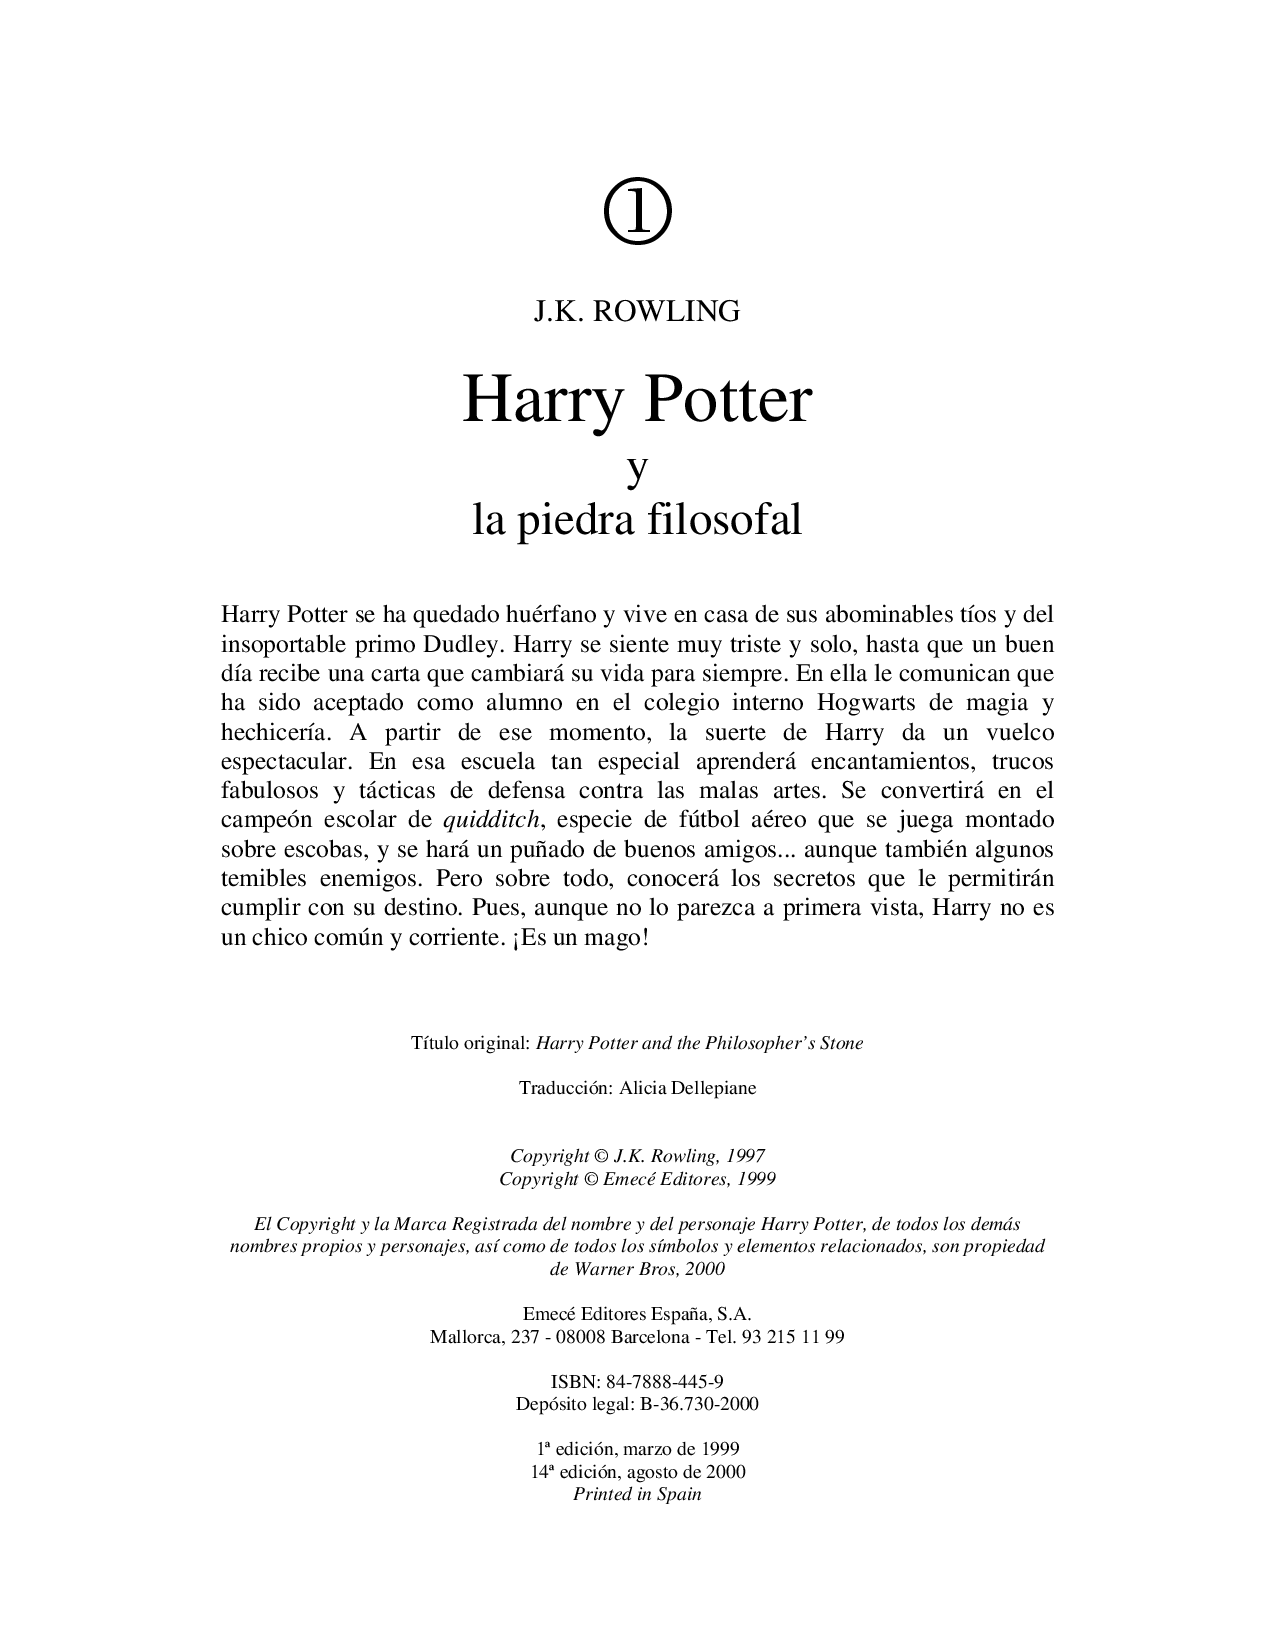 ①
J.K. ROWLING
Harry Potter
y
la piedra filosofal
Harry Potter se ha quedado huérfano y vive en casa de sus abominables tíos y del
insoportable primo Dudley. Harry se siente muy triste y solo, hasta que un buen
día recibe una carta que cambiará su vida para siempre. En ella le comunican que
ha sido aceptado como alumno en el colegio interno Hogwarts de magia y
hechicería. A partir de ese momento, la suerte de Harry da un vuelco
espectacular. En esa escuela tan especial aprenderá encantamientos, trucos
fabulosos y tácticas de defensa contra las malas artes. Se convertirá en el
campeón escolar de quidditch, especie de fútbol aéreo que se juega montado
sobre escobas, y se hará un puñado de buenos amigos... aunque también algunos
temibles enemigos. Pero sobre todo, conocerá los secretos que le permitirán
cumplir con su destino. Pues, aunque no lo parezca a primera vista, Harry no es
un chico común y corriente. ¡Es un mago!
Título original: Harry Potter and the Philosopher’s Stone
Traducción: Alicia Dellepiane
Copyright © J.K. Rowling, 1997
Copyright © Emecé Editores, 1999
El Copyright y la Marca Registrada del nombre y del personaje Harry Potter, de todos los demás
nombres propios y personajes, así como de todos los símbolos y elementos relacionados, son propiedad
de Warner Bros, 2000
Emecé Editores España, S.A.
Mallorca, 237 - 08008 Barcelona - Tel. 93 215 11 99
ISBN: 84-7888-445-9
Depósito legal: B-36.730-2000
1ª edición, marzo de 1999
14ª edición, agosto de 2000
Printed in Spain